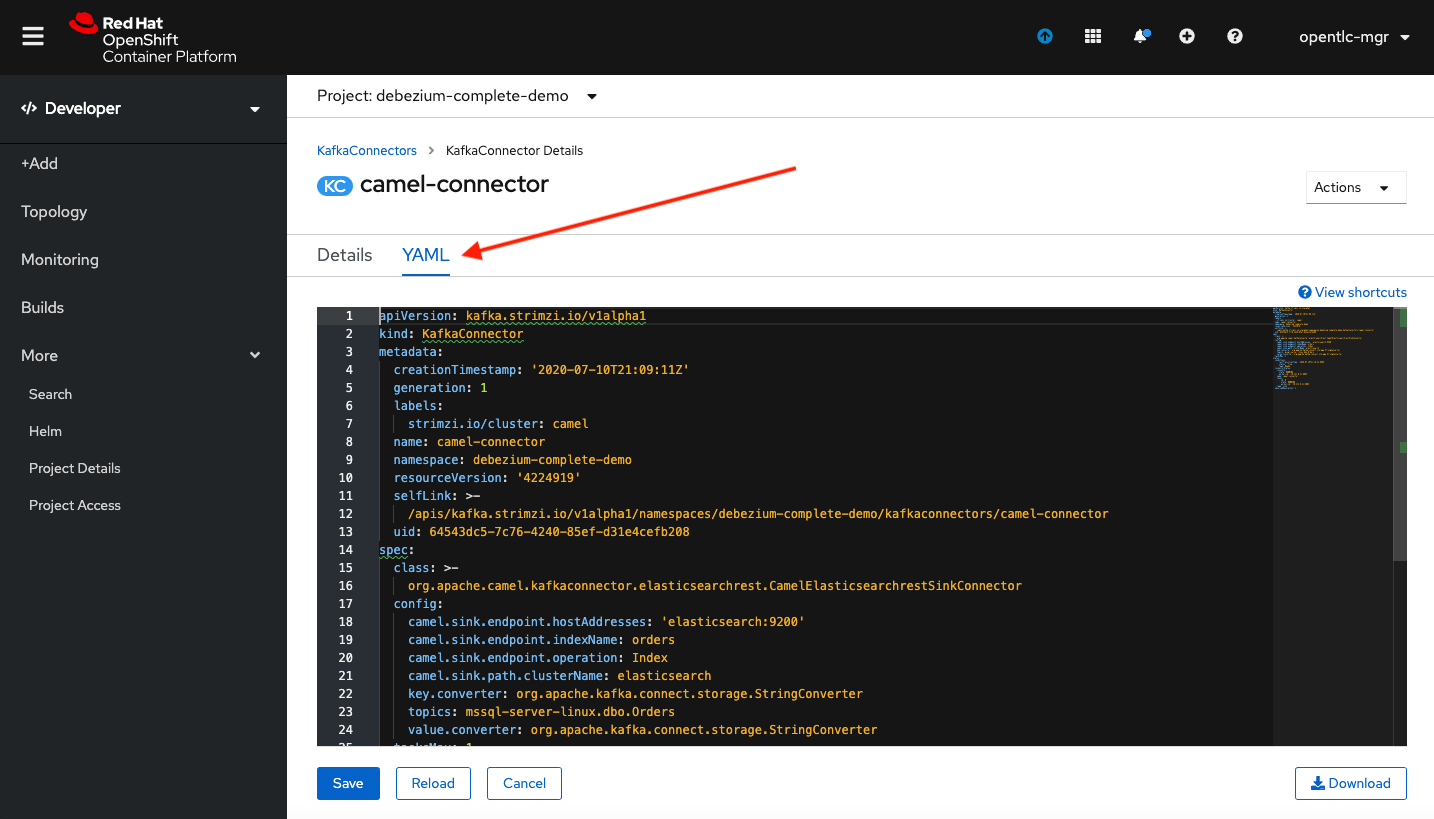 Red Hat
OpenShift
Container Platform
opentlc-mgr
Developer
+Add
Topology
Monitoring
Builds
More
Search
Helm
Project Details
Project Access
Project: debezium-complete-demo
KafkaConnectors > KafkaConnector Details
KC camel-connector
Actions
Details YAML
View shortcuts
1 apiVersion: kafka.strimzi.io/v1alpha1
2 kind: KafkaConnector
3 metadata:
4 creationTimestamp: '2020-07-10T21:09:11Z'
5 generation: 1
6 labels:
7 strimzi.io/cluster: camel
8 name: camel-connector
9 namespace: debezium-complete-demo
10 resourceVersion: '4224919'
11 selfLink: >-
12 /apis/kafka.strimzi.io/v1alpha1/namespaces/debezium-complete-demo/kafkaconnectors/camel-connector
13 uid: 64543dc5-7c76-4240-85ef-d31e4cefb208
14 spec:
15 class: >-
16 org.apache.camel.kafkaconnector.elasticsearchrest.CamelElasticsearchrestSinkConnector
17 config:
18 camel.sink.endpoint.hostAddresses: 'elasticsearch:9200'
19 camel.sink.endpoint.indexName: orders
20 camel.sink.endpoint.operation: Index
21 camel.sink.path.clusterName: elasticsearch
22 key.converter: org.apache.kafka.connect.storage.StringConverter
23 topics: mssql-server-linux.dbo.Orders
24 value.converter: org.apache.kafka.connect.storage.StringConverter
25 tasksMax: 1
Save Reload Cancel Download